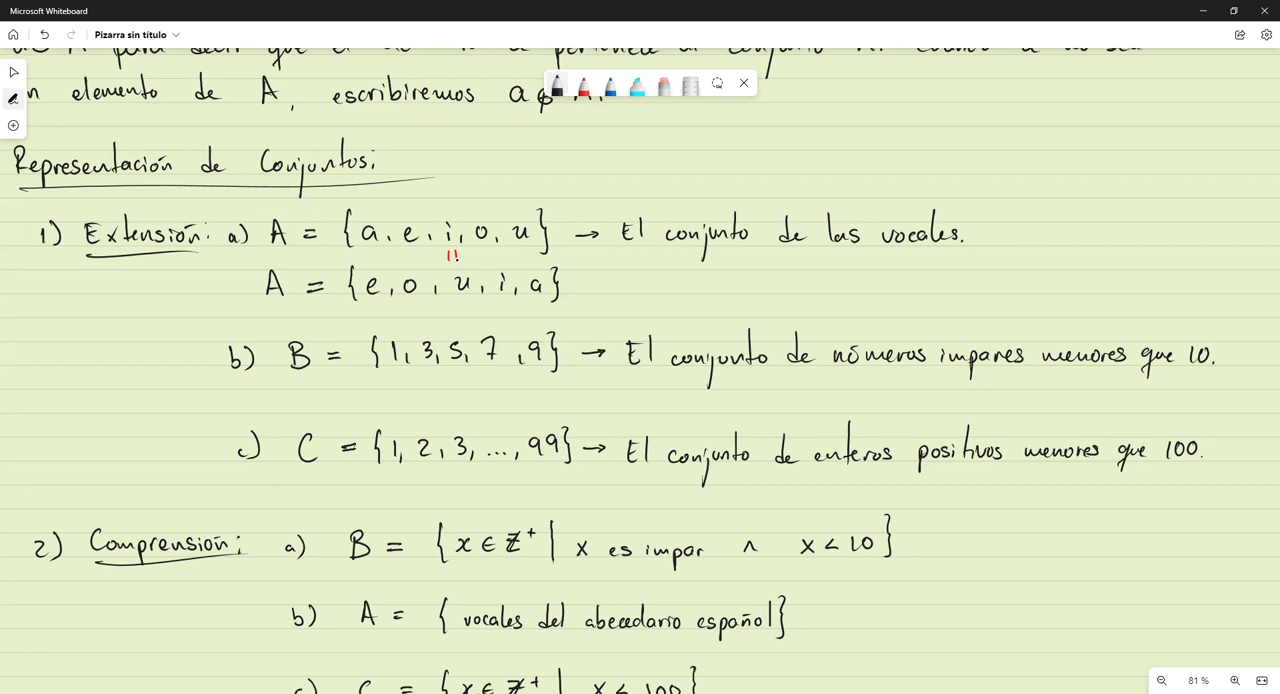 Microsoft Whiteboard
Pizarra sin título
elemento de A, escribiremos a ∉ A.
Representación de Conjuntos:
1) Extensión: a) A = {a, e, i, o, u} → El conjunto de las vocales.
A = {e, o, u, i, a}
b) B = {1, 3, 5, 7, 9} → El conjunto de números impares menores que 10.
c) C = {1, 2, 3, ..., 99} → El conjunto de enteros positivos menores que 100.
2) Comprensión: a) B = {x ∈ Z⁺ | x es impar ∧ x < 10}
b) A = {vocales del abecedario español}
c) C = {x ∈ Z⁺ | x < 100}
81 %